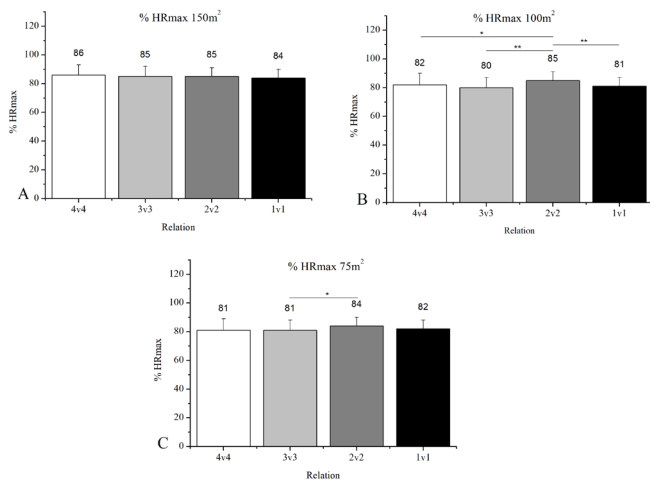 % HRmax 150m²
120
100
80
60
40
20
0
% HRmax
86
85
85
84
4v4
3v3
2v2
1v1
Relation
A
% HRmax 100m²
120
100
80
60
40
20
0
% HRmax
*
**
**
82
80
85
81
4v4
3v3
2v2
1v1
Relation
B
% HRmax 75m²
120
100
80
60
40
20
0
% HRmax
*
81
81
84
82
4v4
3v3
2v2
1v1
Relation
C